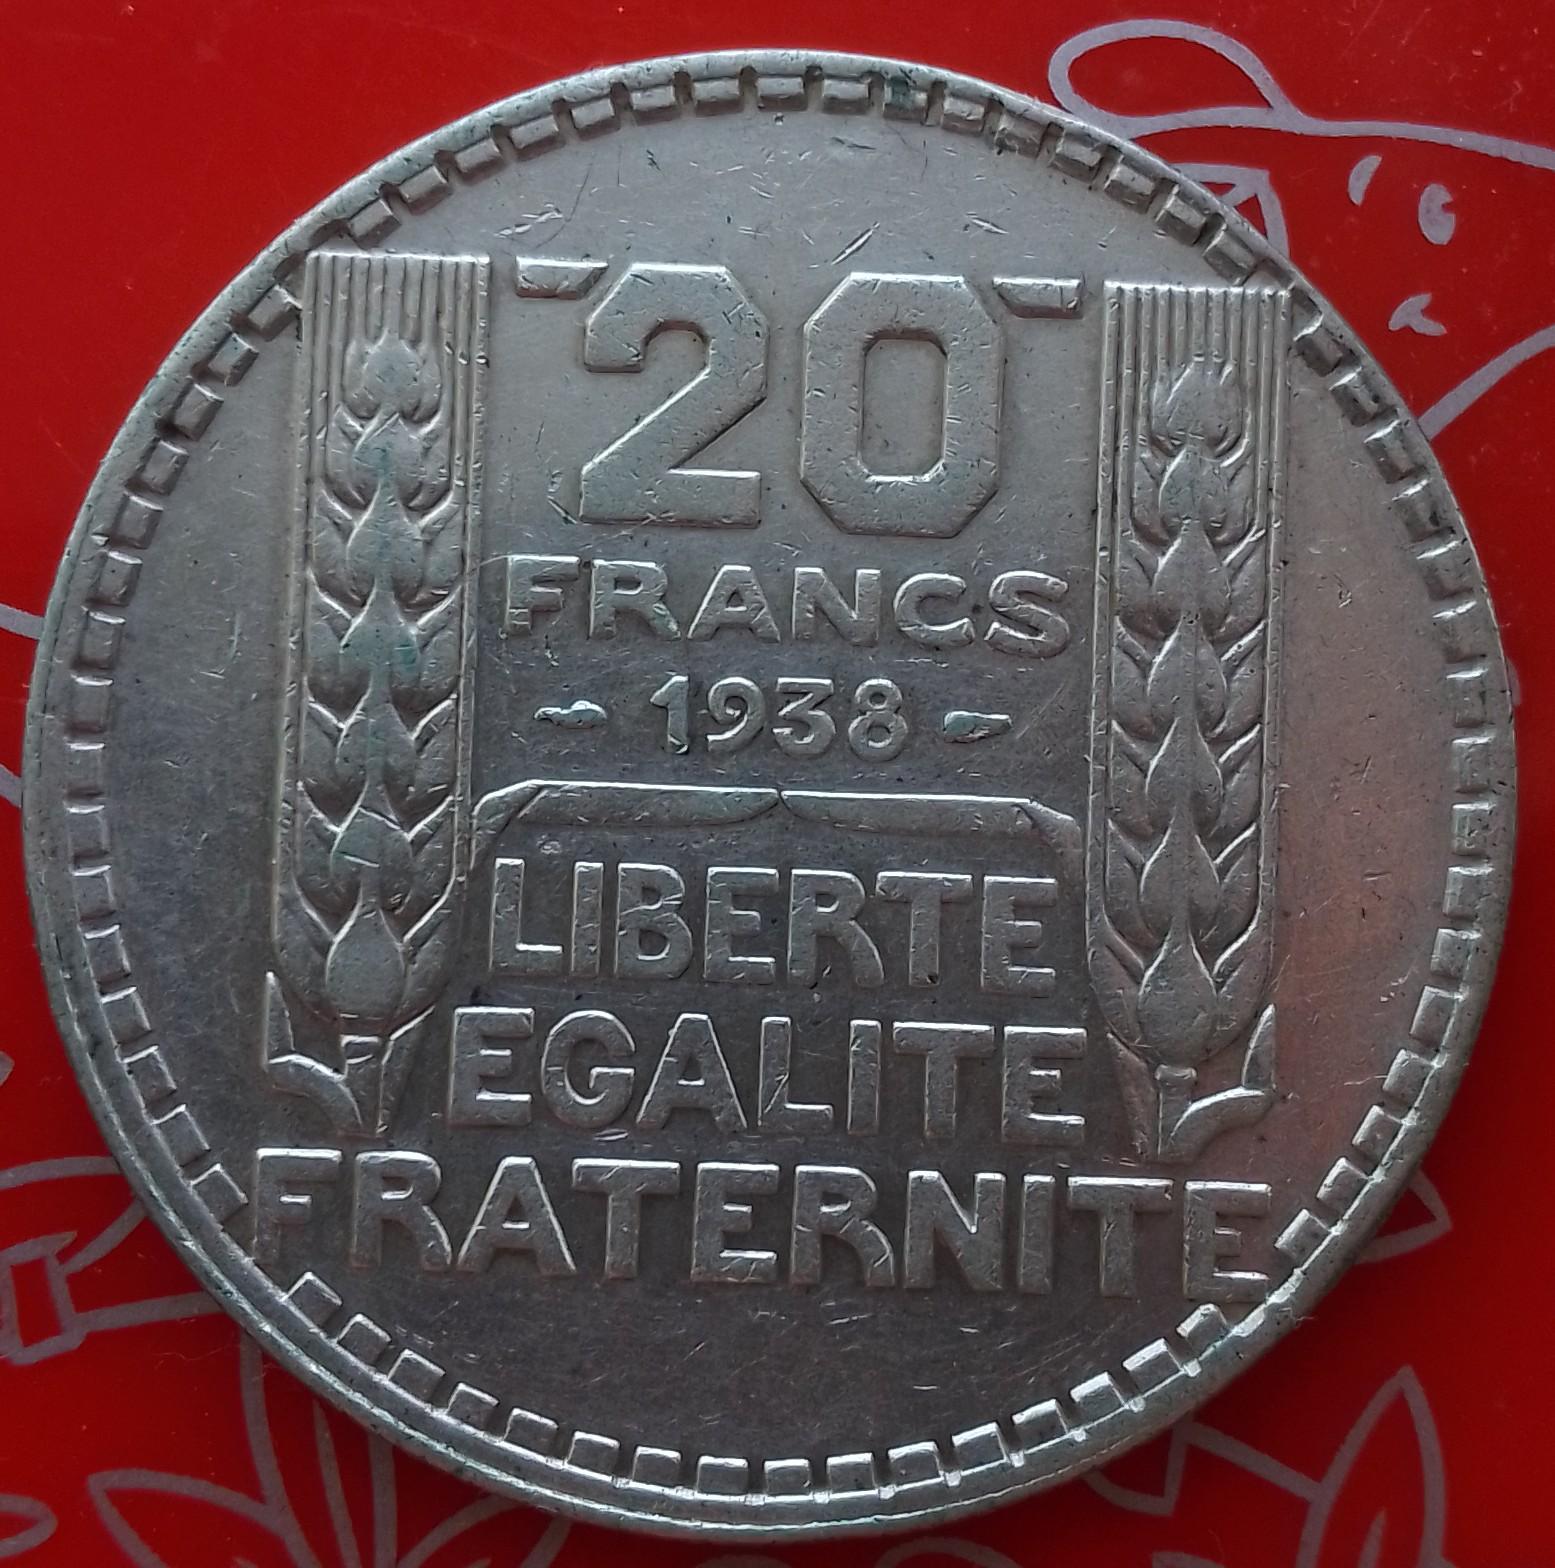 20
FRANCS
- 1938 -
LIBERTE
EGALITE
FRATERNITE